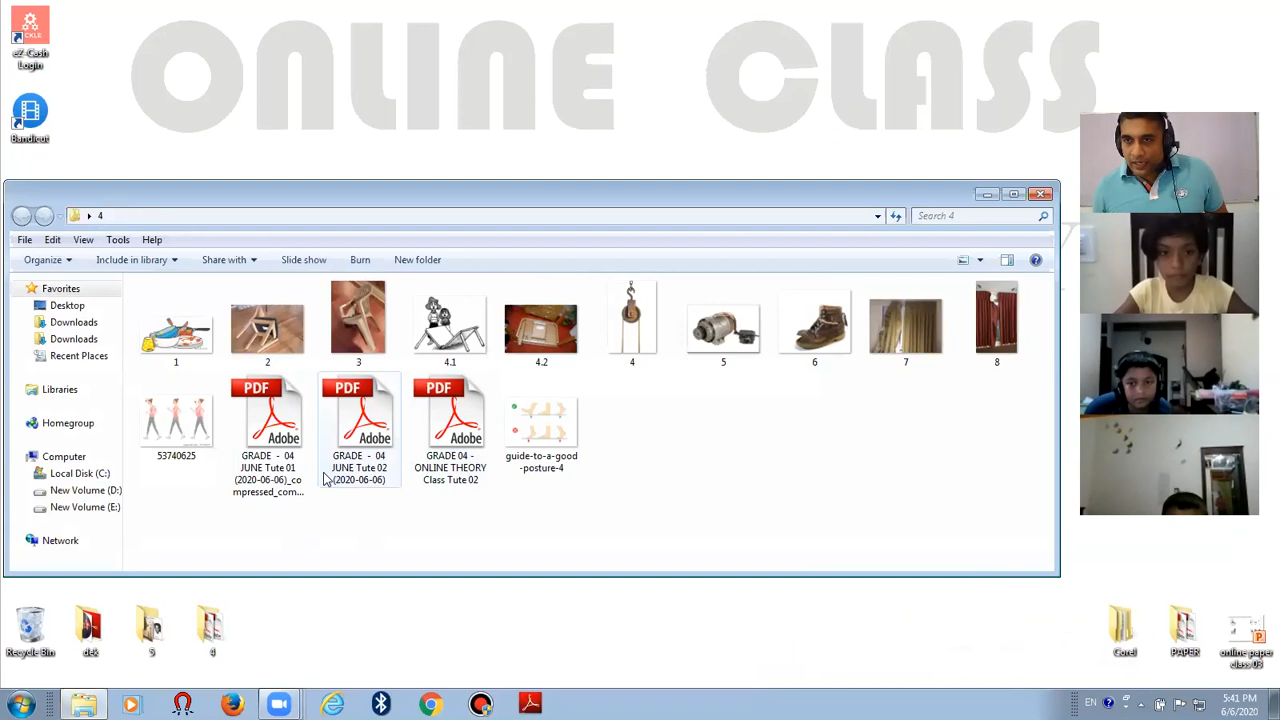 ONLINE CLASS
CKLE
eZ-Cash
Login
Bandicut
4
Search 4
File Edit View Tools Help
Organize Include in library Share with Slide show Burn New folder
Favorites
Desktop
Downloads
Downloads
Recent Places
Libraries
Homegroup
Computer
Local Disk (C:)
New Volume (D:)
New Volume (E:)
Network
1 2 3 4.1 4.2 4 5 6 7 8
PDF PDF PDF
Adobe Adobe Adobe
53740625
GRADE - 04
JUNE Tute 01
(2020-06-06)_co
mpressed_com...
GRADE - 04
JUNE Tute 02
(2020-06-06)
GRADE 04 -
ONLINE THEORY
Class Tute 02
guide-to-a-good
-posture-4
Recycle Bin
dek
5
4
Corel
PAPER
online paper
class 03
EN
5:41 PM
6/6/2020